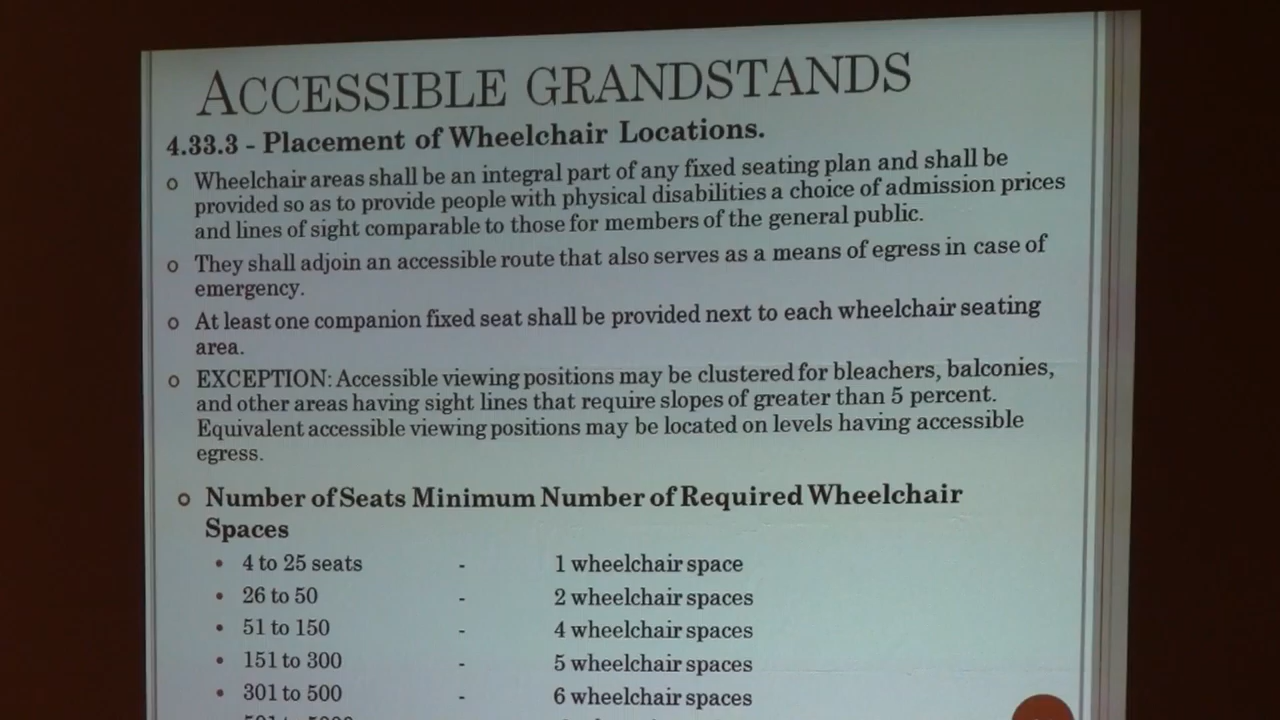 ACCESSIBLE GRANDSTANDS
4.33.3 - Placement of Wheelchair Locations.
Wheelchair areas shall be an integral part of any fixed seating plan and shall be
provided so as to provide people with physical disabilities a choice of admission prices
and lines of sight comparable to those for members of the general public.
They shall adjoin an accessible route that also serves as a means of egress in case of
emergency.
At least one companion fixed seat shall be provided next to each wheelchair seating
area.
EXCEPTION: Accessible viewing positions may be clustered for bleachers, balconies,
and other areas having sight lines that require slopes of greater than 5 percent.
Equivalent accessible viewing positions may be located on levels having accessible
egress.
Number of Seats Minimum Number of Required Wheelchair
Spaces
4 to 25 seats - 1 wheelchair space
26 to 50 - 2 wheelchair spaces
51 to 150 - 4 wheelchair spaces
151 to 300 - 5 wheelchair spaces
301 to 500 - 6 wheelchair spaces